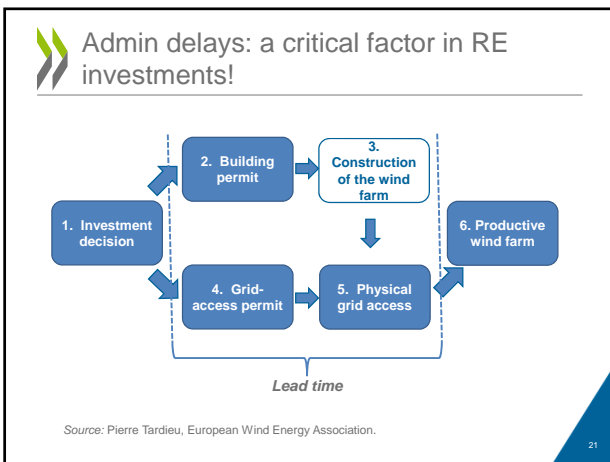 Admin delays: a critical factor in RE
investments!
2. Building
permit
3.
Construction
of the wind
farm
1. Investment
decision
6. Productive
wind farm
4. Grid-
access permit
5. Physical
grid access
Lead time
Source: Pierre Tardieu, European Wind Energy Association.
21